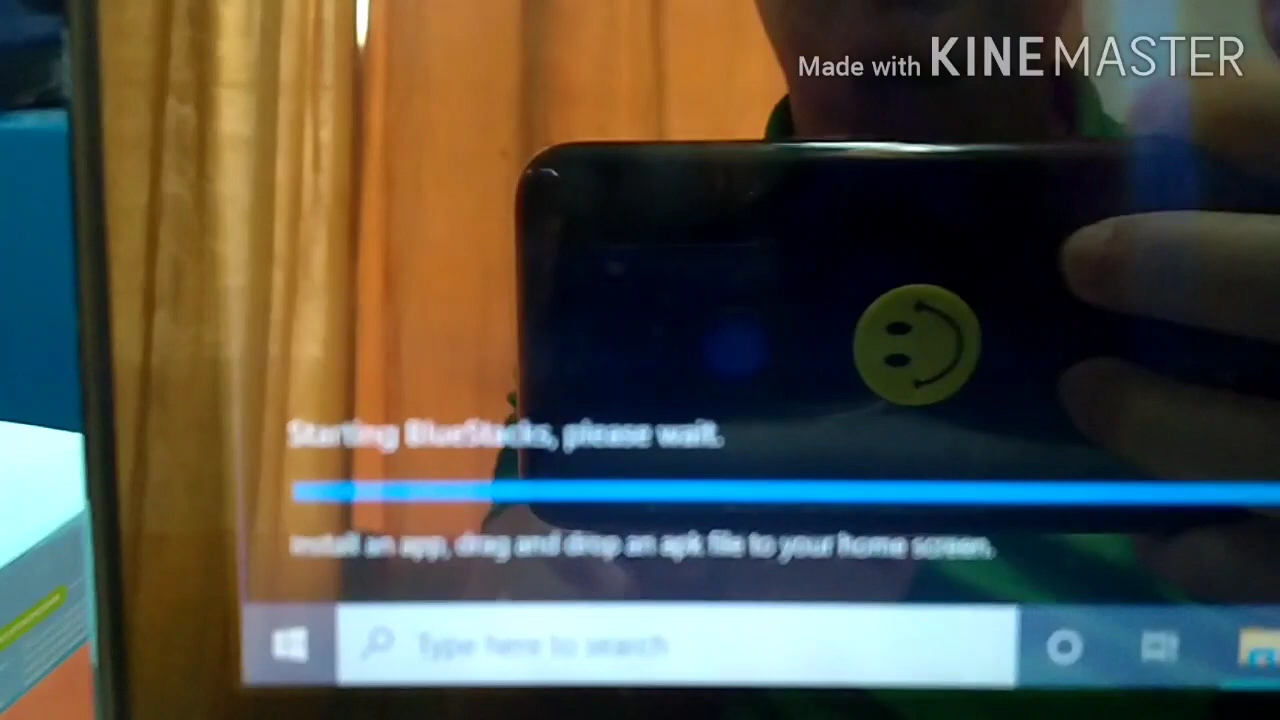 Made with KINEMASTER
Starting BlueStacks, please wait.
install an app, drag and drop an apk file to your home screen.
Type here to search